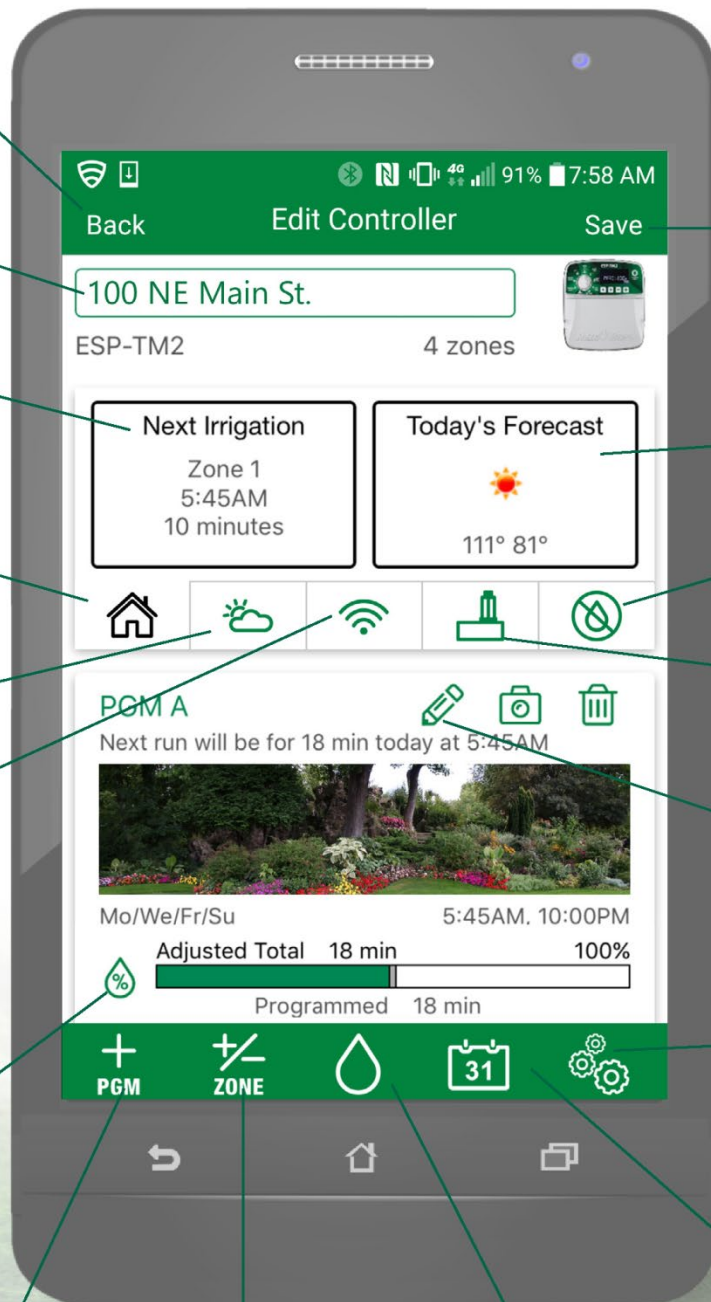 4G 91% 7:58 AM
Back Edit Controller Save
100 NE Main St.
ESP-TM2 4 zones
Next Irrigation
Zone 1
5:45AM
10 minutes
Today's Forecast
111° 81°
PGM A
Next run will be for 18 min today at 5:45AM
Mo/We/Fr/Su 5:45AM, 10:00PM
Adjusted Total 18 min 100%
%
Programmed 18 min
PGM ZONE 31